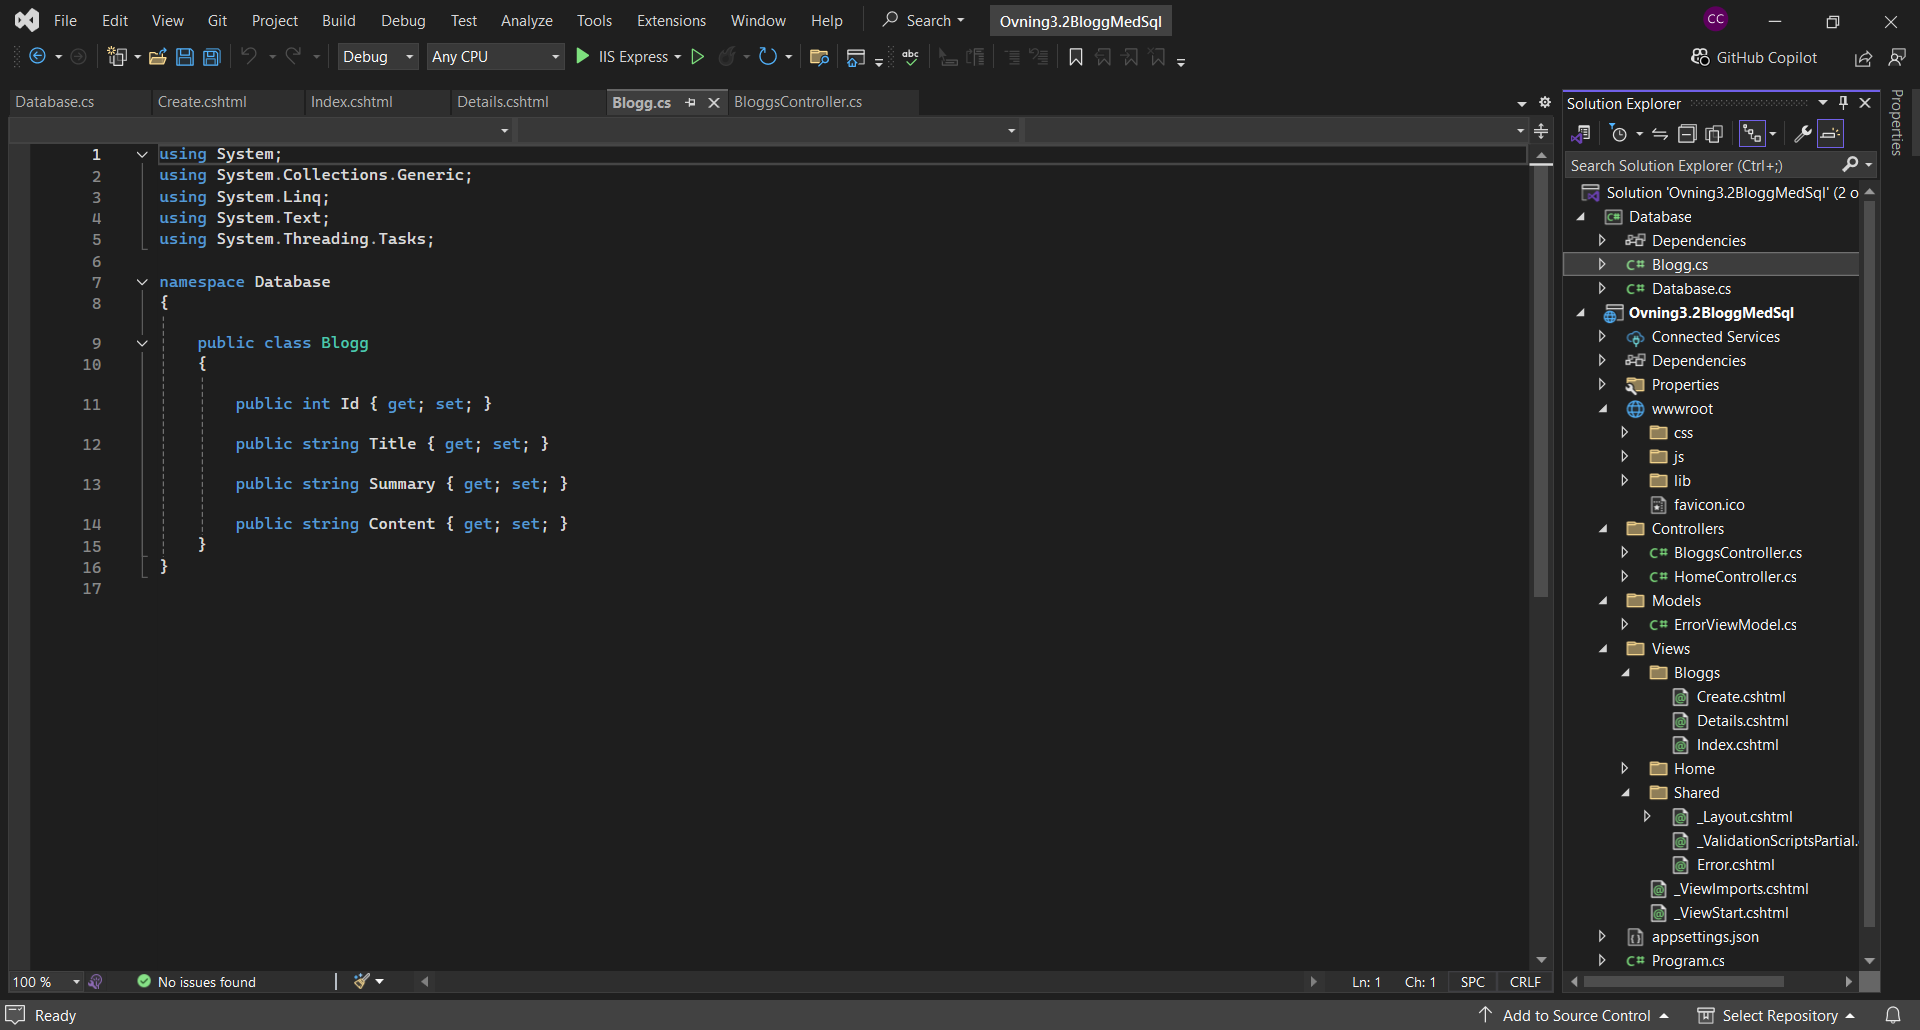 File Edit View Git Project Build Debug Test Analyze Tools Extensions Window Help Search Ovning3.2BloggMedSql CC
Debug Any CPU IIS Express abc GitHub Copilot
Database.cs Create.cshtml Index.cshtml Details.cshtml Blogg.cs BloggsController.cs
1 using System;
2 using System.Collections.Generic;
3 using System.Linq;
4 using System.Text;
5 using System.Threading.Tasks;
6
7 namespace Database
8 {
9 public class Blogg
10 {
11 public int Id { get; set; }
12 public string Title { get; set; }
13 public string Summary { get; set; }
14 public string Content { get; set; }
15 }
16 }
17
100 % No issues found Ln: 1 Ch: 1 SPC CRLF
Solution Explorer
Search Solution Explorer (Ctrl+;)
Solution 'Ovning3.2BloggMedSql' (2 o
C# Database
Dependencies
C# Blogg.cs
C# Database.cs
Ovning3.2BloggMedSql
Connected Services
Dependencies
Properties
wwwroot
css
js
lib
favicon.ico
Controllers
C# BloggsController.cs
C# HomeController.cs
Models
C# ErrorViewModel.cs
Views
Bloggs
Create.cshtml
Details.cshtml
Index.cshtml
Home
Shared
_Layout.cshtml
_ValidationScriptsPartial.
Error.cshtml
_ViewImports.cshtml
_ViewStart.cshtml
appsettings.json
C# Program.cs
Properties
Ready Add to Source Control Select Repository